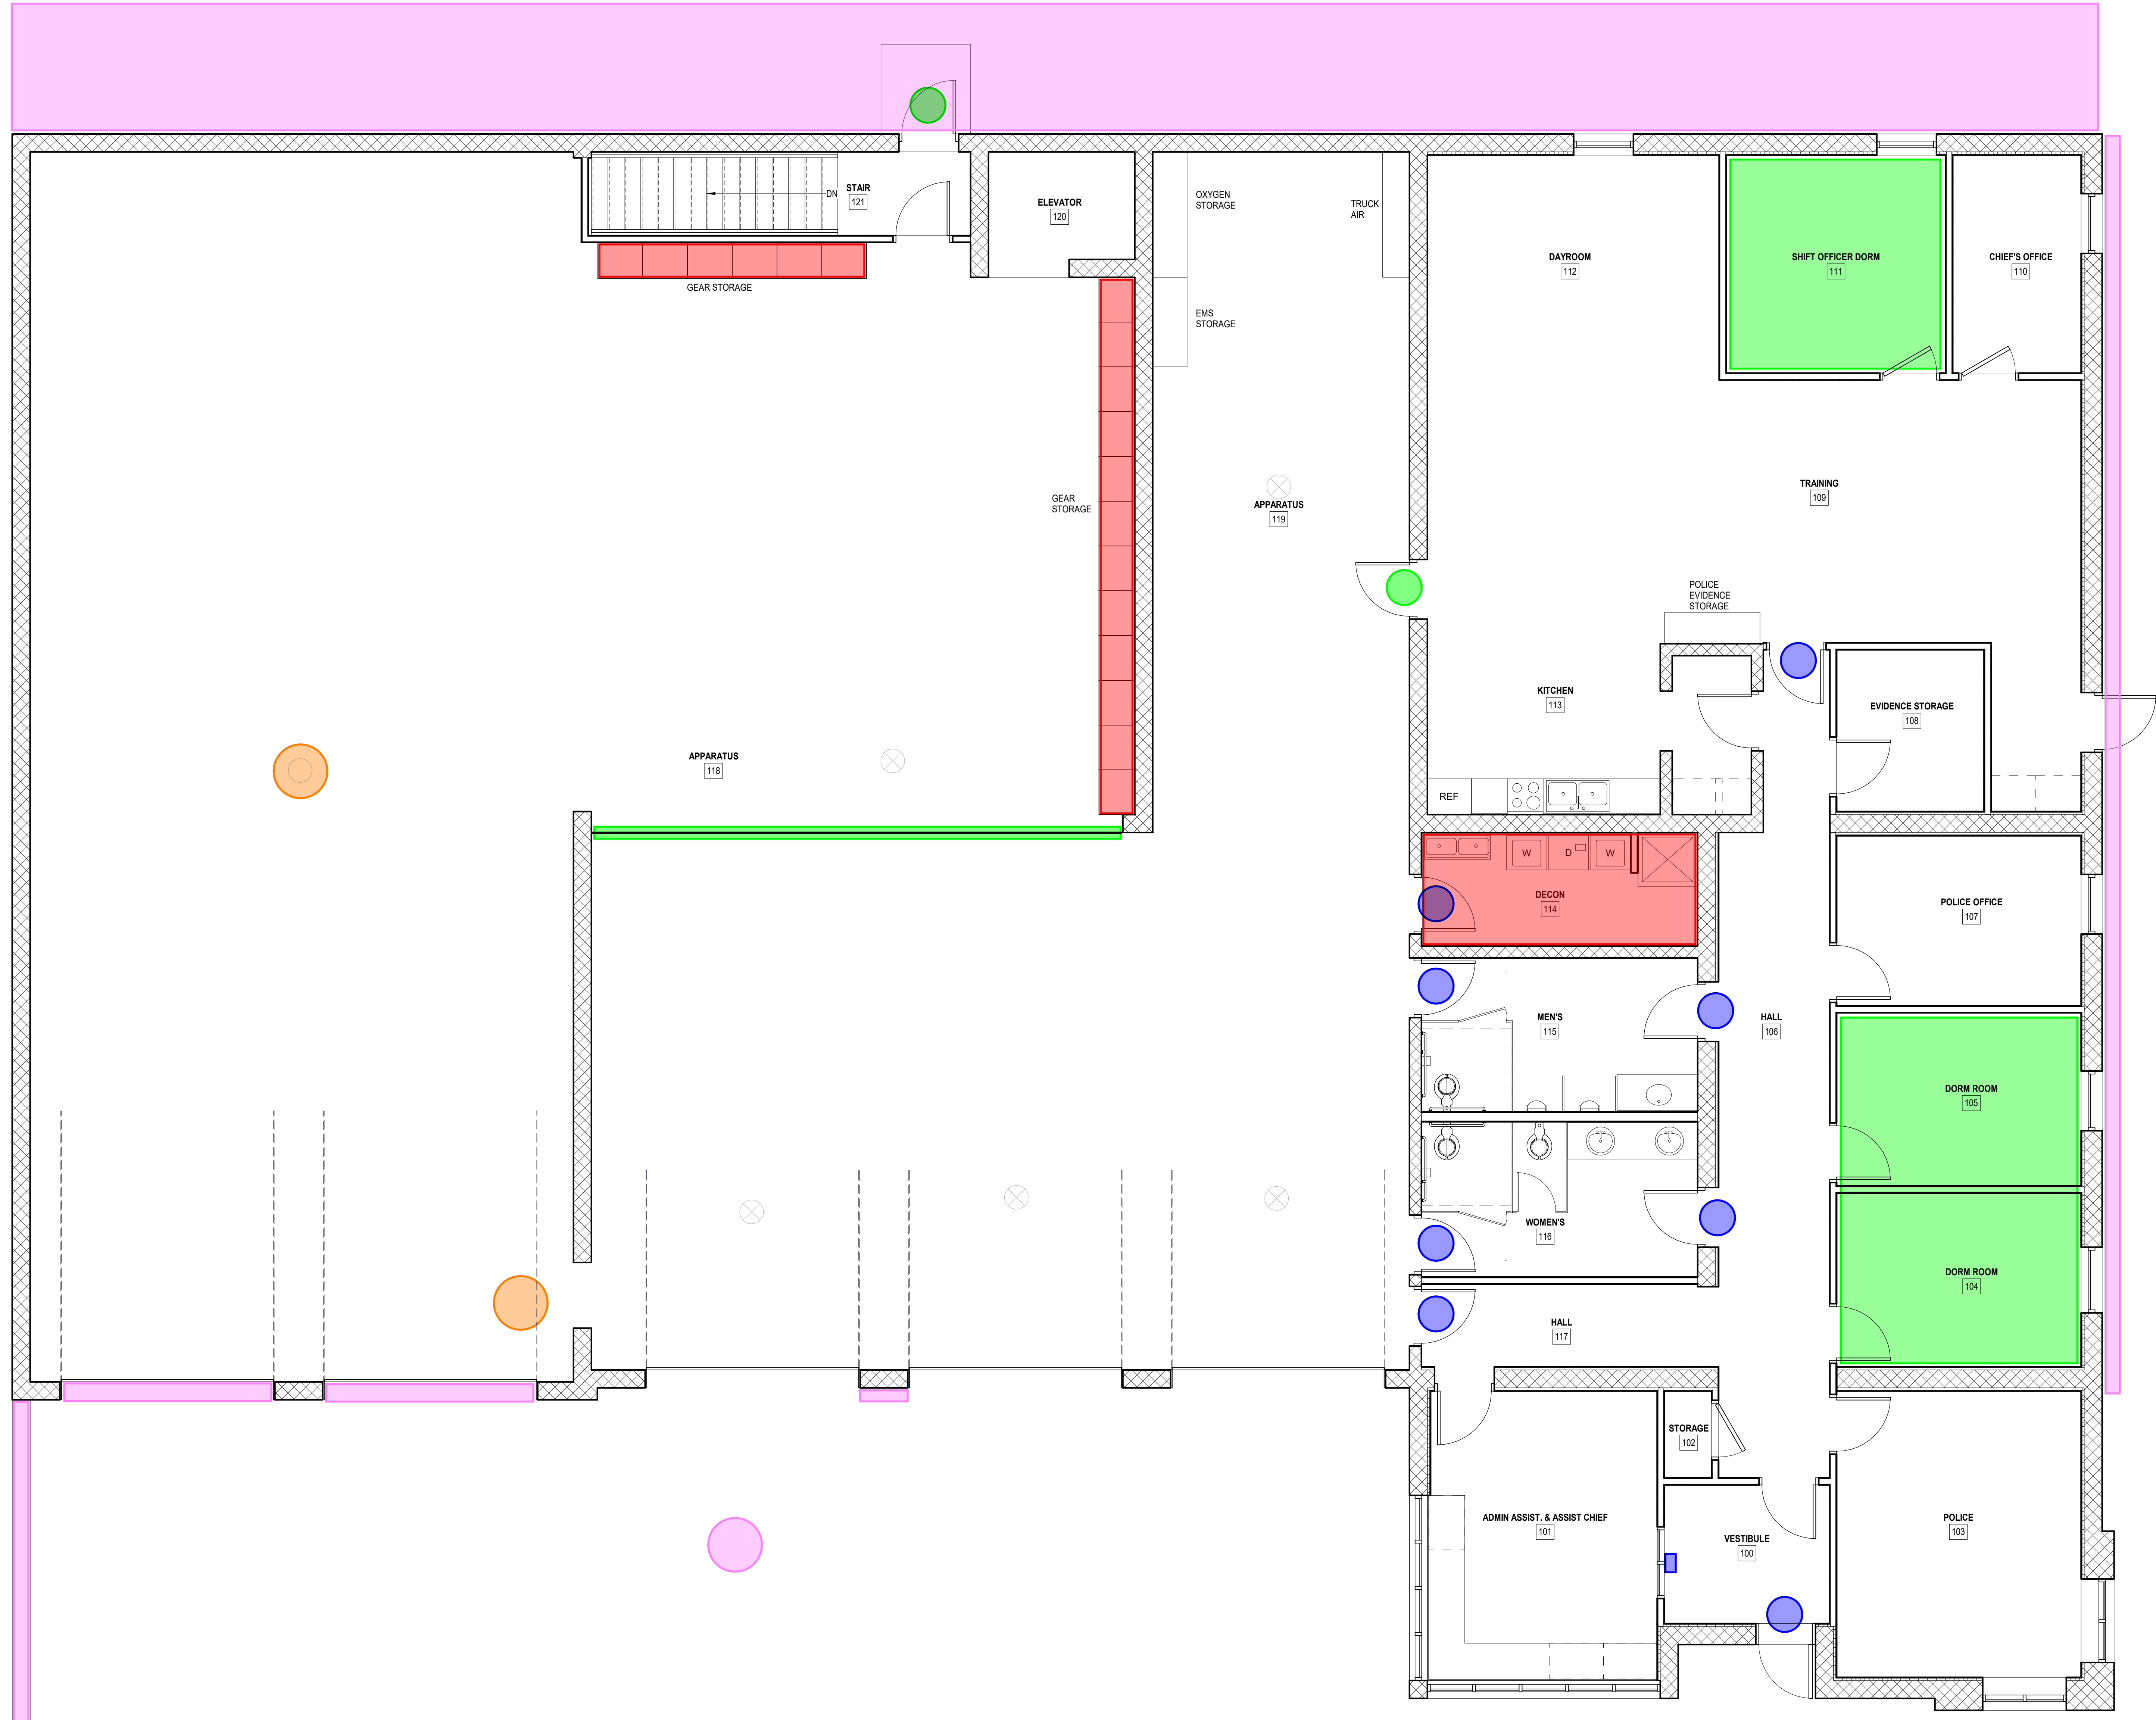 DN
STAIR
121
ELEVATOR
120
OXYGEN
STORAGE
TRUCK
AIR
GEAR STORAGE
EMS
STORAGE
DAYROOM
112
SHIFT OFFICER DORM
111
CHIEF'S OFFICE
110
GEAR
STORAGE
APPARATUS
119
TRAINING
109
POLICE
EVIDENCE
STORAGE
KITCHEN
113
EVIDENCE STORAGE
108
APPARATUS
118
REF
W
D
W
DECON
114
POLICE OFFICE
107
MEN'S
115
HALL
106
DORM ROOM
105
WOMEN'S
116
DORM ROOM
104
HALL
117
STORAGE
102
ADMIN ASSIST. & ASSIST CHIEF
101
VESTIBULE
100
POLICE
103